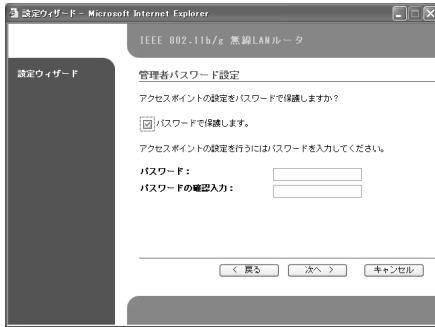 設定ウィザード - Microsoft Internet Explorer
IEEE 802.11b/g 無線LANルータ
設定ウィザード
管理者パスワード設定
アクセスポイントの設定をパスワードで保護しますか?
パスワードで保護します。
アクセスポイントの設定を行うにはパスワードを入力してください。
パスワード:
パスワードの確認入力:
< 戻る 次へ > キャンセル